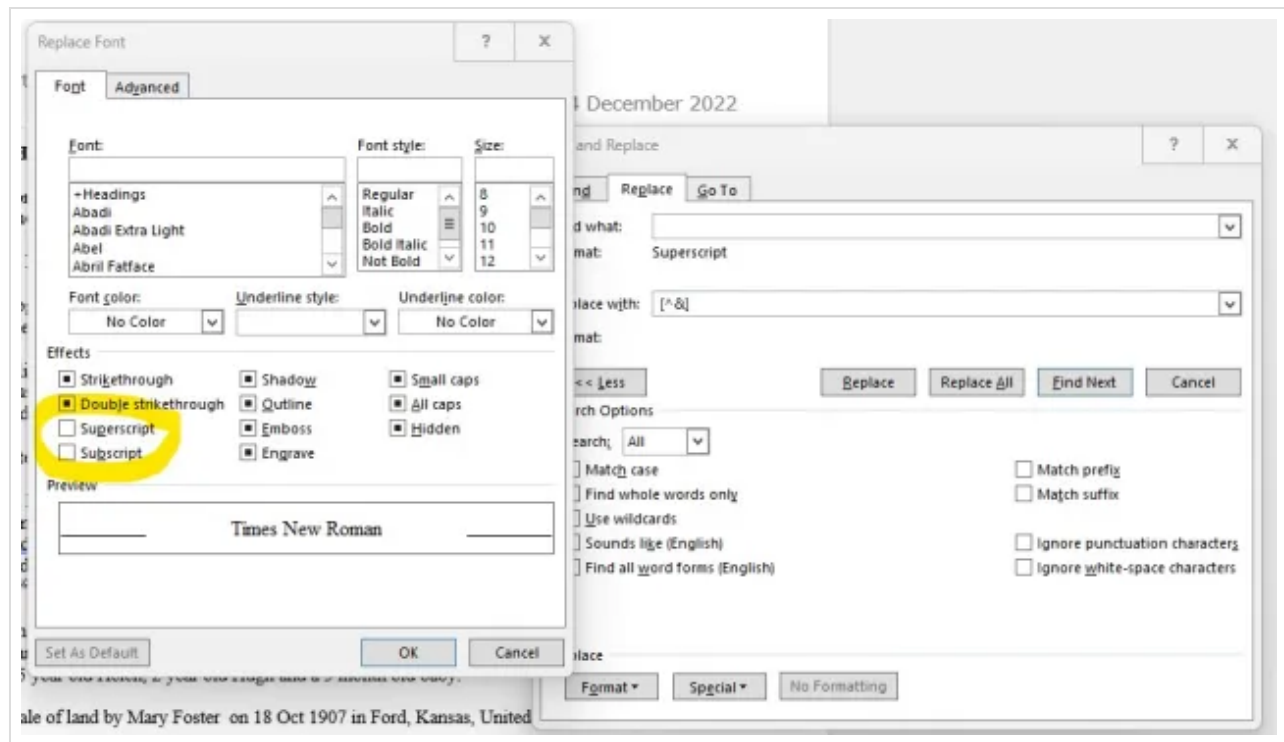 Replace Font
? X
Font Advanced
Font: Font style: Size:
+Headings
Abadi
Abadi Extra Light
Abel
Abril Fatface
Regular
Italic
Bold
Bold Italic
Not Bold
8
9
10
11
12
Font color: Underline style: Underline color:
No Color No Color
Effects
Strikethrough Shadow Small caps
Double strikethrough Outline All caps
Superscript Emboss Hidden
Subscript Engrave
Preview
Times New Roman
Set As Default OK Cancel
December 2022
and Replace
? X
Replace Go To
what:
Superscript
with: [^&]
<< Less Replace Replace All Find Next Cancel
Options
All
Match case Match prefix
Find whole words only Match suffix
Use wildcards
Sounds like (English) Ignore punctuation characters
Find all word forms (English) Ignore white-space characters
Format Special No Formatting
of land by Mary Foster on 18 Oct 1907 in Ford, Kansas, United